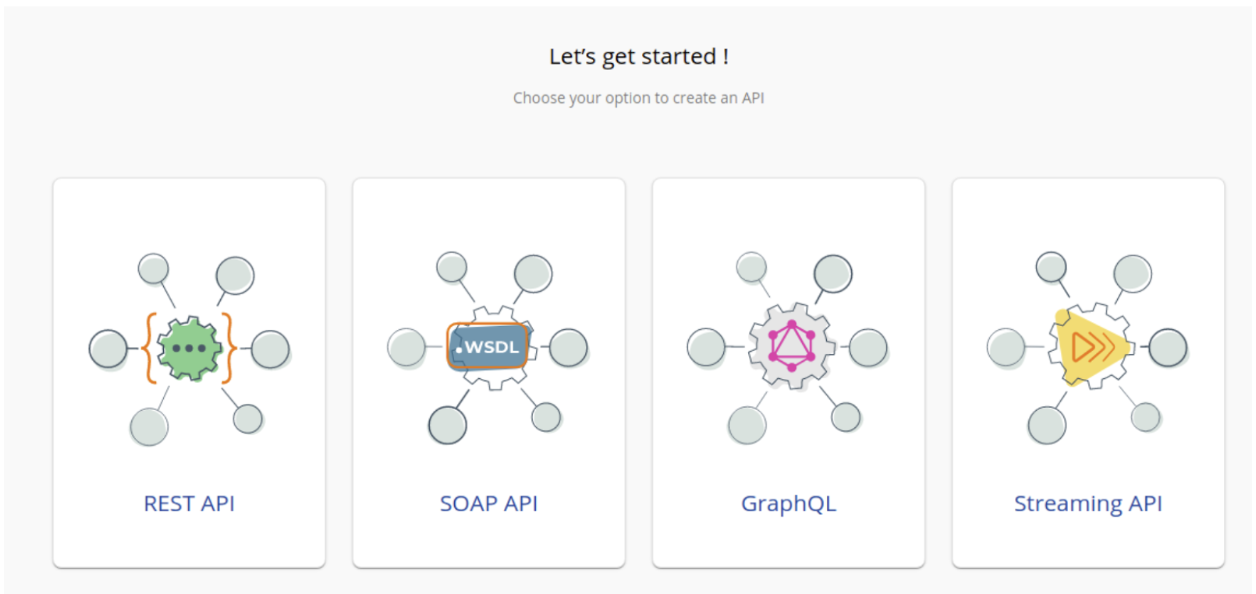 Let’s get started !
Choose your option to create an API
.WSDL
REST API
SOAP API
GraphQL
Streaming API